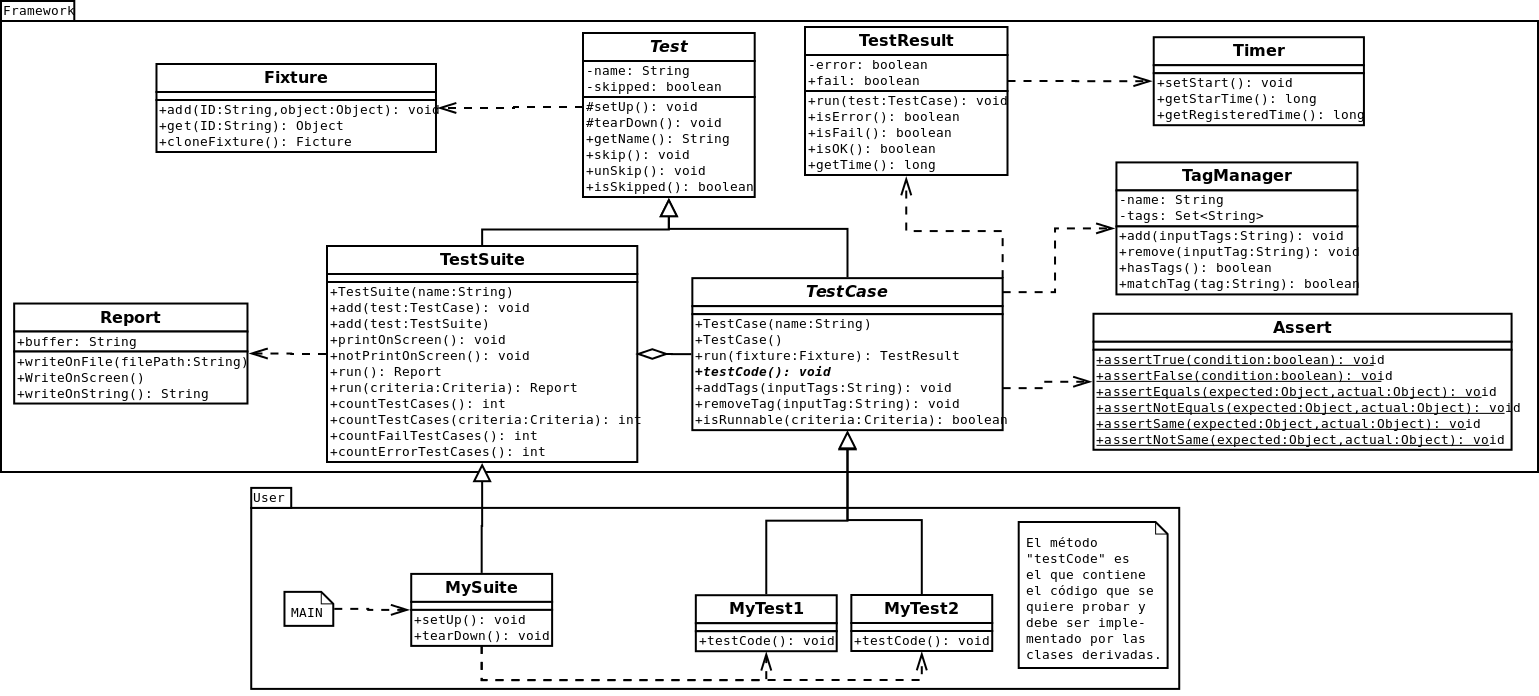 Framework
Test
-name: String
-skipped: boolean
#setUp(): void
#tearDown(): void
+getName(): String
+skip(): void
+unSkip(): void
+isSkipped(): boolean
TestResult
-error: boolean
+fail: boolean
+run(test:TestCase): void
+isError(): boolean
+isFail(): boolean
+isOK(): boolean
+getTime(): long
Timer
+setStart(): void
+getStarTime(): long
+getRegisteredTime(): long
Fixture
+add(ID:String,object:Object): void
+get(ID:String): Object
+cloneFixture(): Ficture
TagManager
-name: String
-tags: Set<String>
+add(inputTags:String): void
+remove(inputTag:String): void
+hasTags(): boolean
+matchTag(tag:String): boolean
TestSuite
+TestSuite(name:String)
+add(test:TestCase): void
+add(test:TestSuite)
+printOnScreen(): void
+notPrintOnScreen(): void
+run(): Report
+run(criteria:Criteria): Report
+countTestCases(): int
+countTestCases(criteria:Criteria): int
+countFailTestCases(): int
+countErrorTestCases(): int
TestCase
+TestCase(name:String)
+TestCase()
+run(fixture:Fixture): TestResult
+testCode(): void
+addTags(inputTags:String): void
+removeTag(inputTag:String): void
+isRunnable(criteria:Criteria): boolean
Report
+buffer: String
+writeOnFile(filePath:String)
+WriteOnScreen()
+writeOnString(): String
Assert
+assertTrue(condition:boolean): void
+assertFalse(condition:boolean): void
+assertEquals(expected:Object,actual:Object): void
+assertNotEquals(expected:Object,actual:Object): void
+assertSame(expected:Object,actual:Object): void
+assertNotSame(expected:Object,actual:Object): void
User
MAIN
MySuite
+setUp(): void
+tearDown(): void
MyTest1
+testCode(): void
MyTest2
+testCode(): void
El método
"testCode" es
el que contiene
el código que se
quiere probar y
debe ser imple-
mentado por las
clases derivadas.